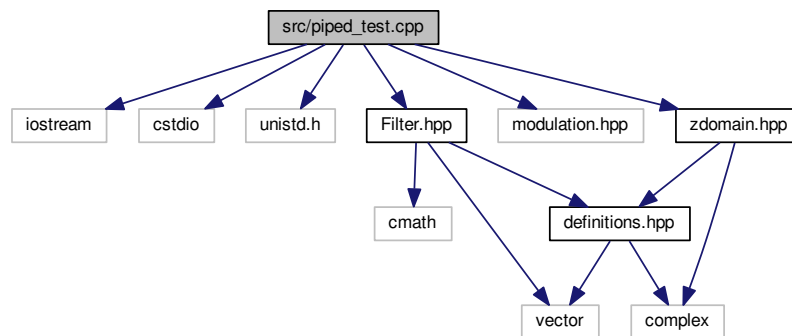 src/piped_test.cpp
iostream
cstdio
unistd.h
Filter.hpp
modulation.hpp
zdomain.hpp
cmath
definitions.hpp
vector
complex